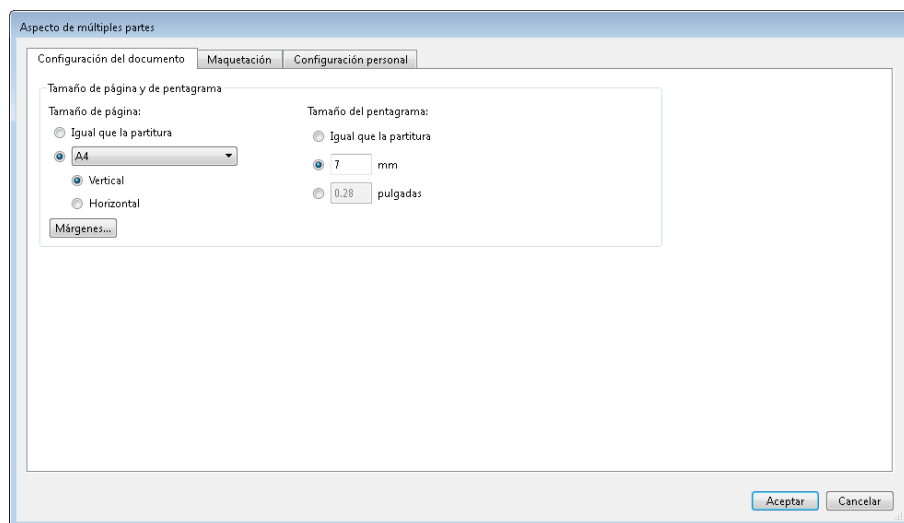 Aspecto de múltiples partes
Configuración del documento Maquetación Configuración personal
Tamaño de página y de pentagrama
Tamaño de página:
Igual que la partitura
A4
Vertical
Horizontal
Márgenes...
Tamaño del pentagrama:
Igual que la partitura
7 mm
0.28 pulgadas
Aceptar Cancelar